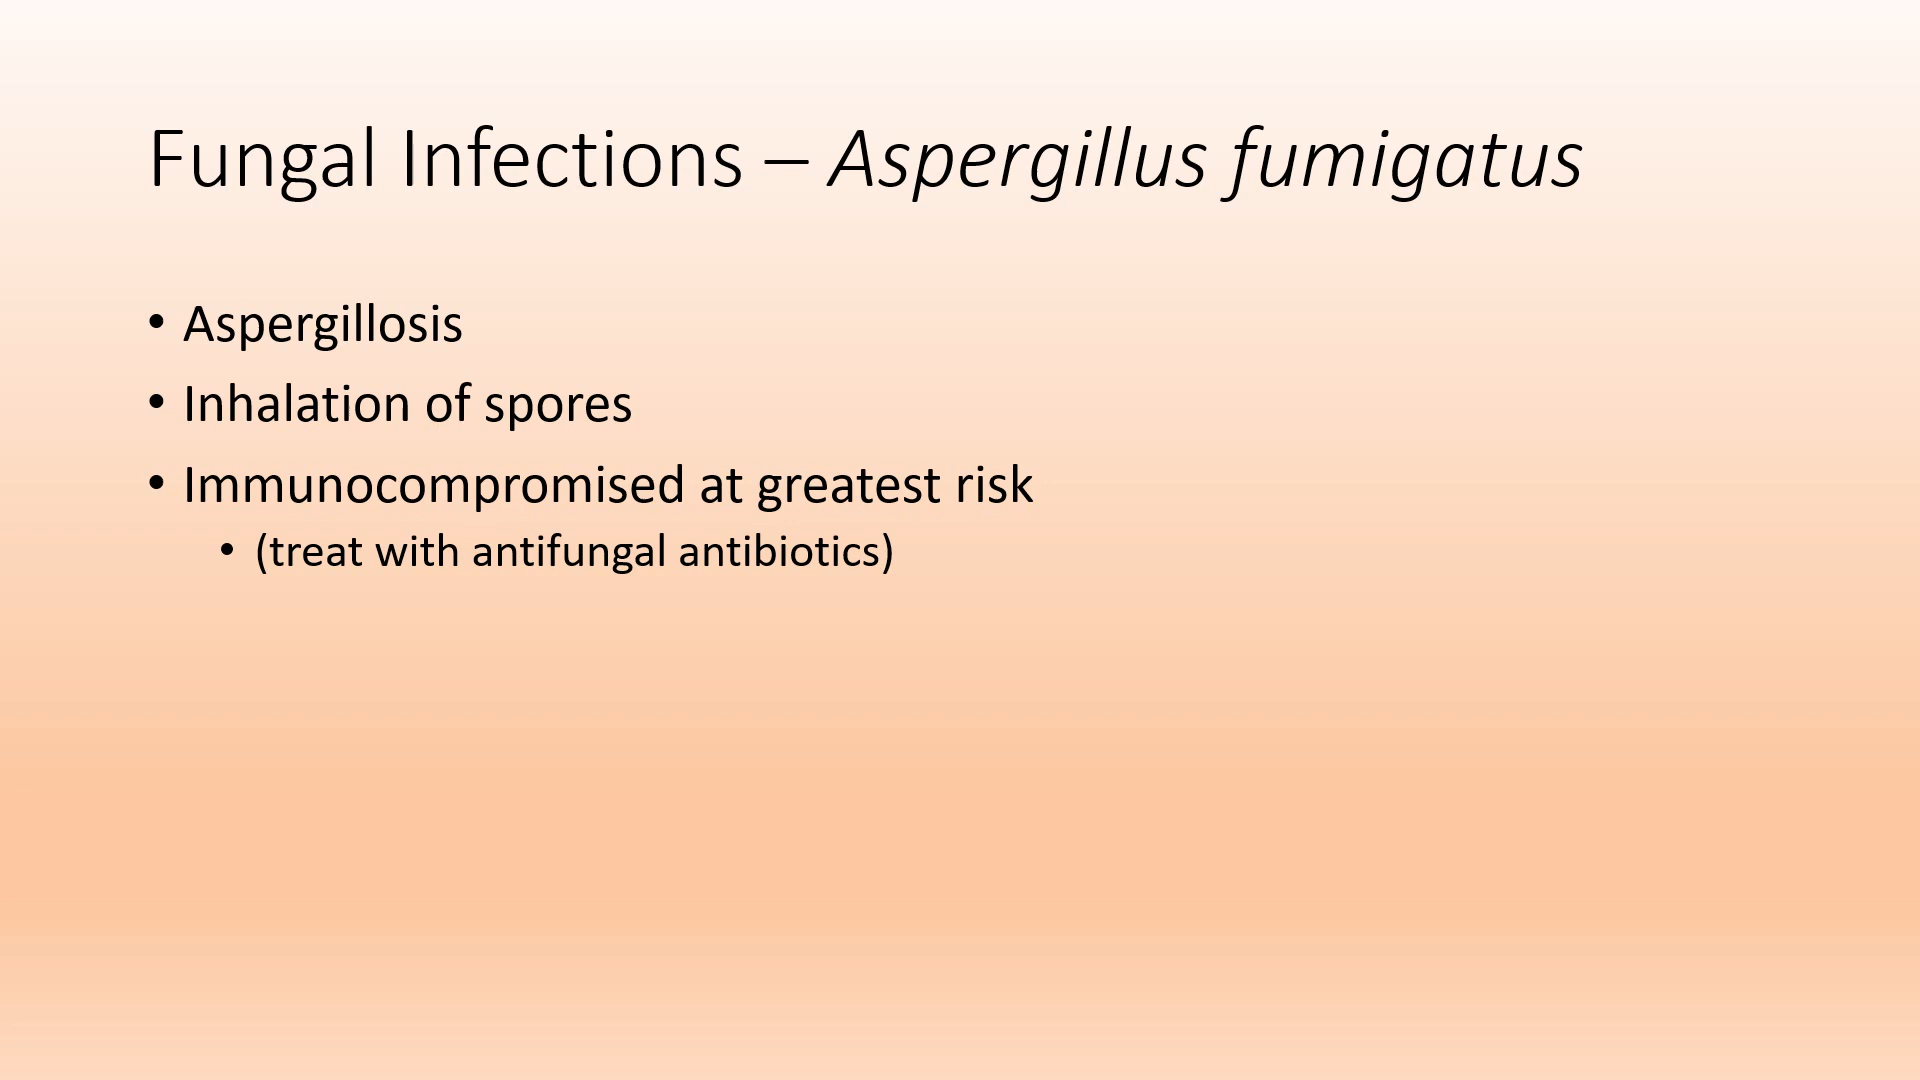 Fungal Infections – Aspergillus fumigatus
• Aspergillosis
• Inhalation of spores
• Immunocompromised at greatest risk
• (treat with antifungal antibiotics)